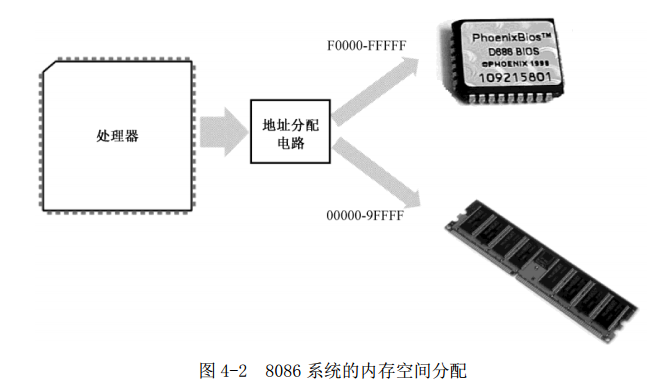 F0000-FFFFF
PhoenixBios™
D686 BIOS
©PHOENIX 1998
109215801
处理器
地址分配
电路
00000-9FFFF
图 4-2 8086 系统的内存空间分配